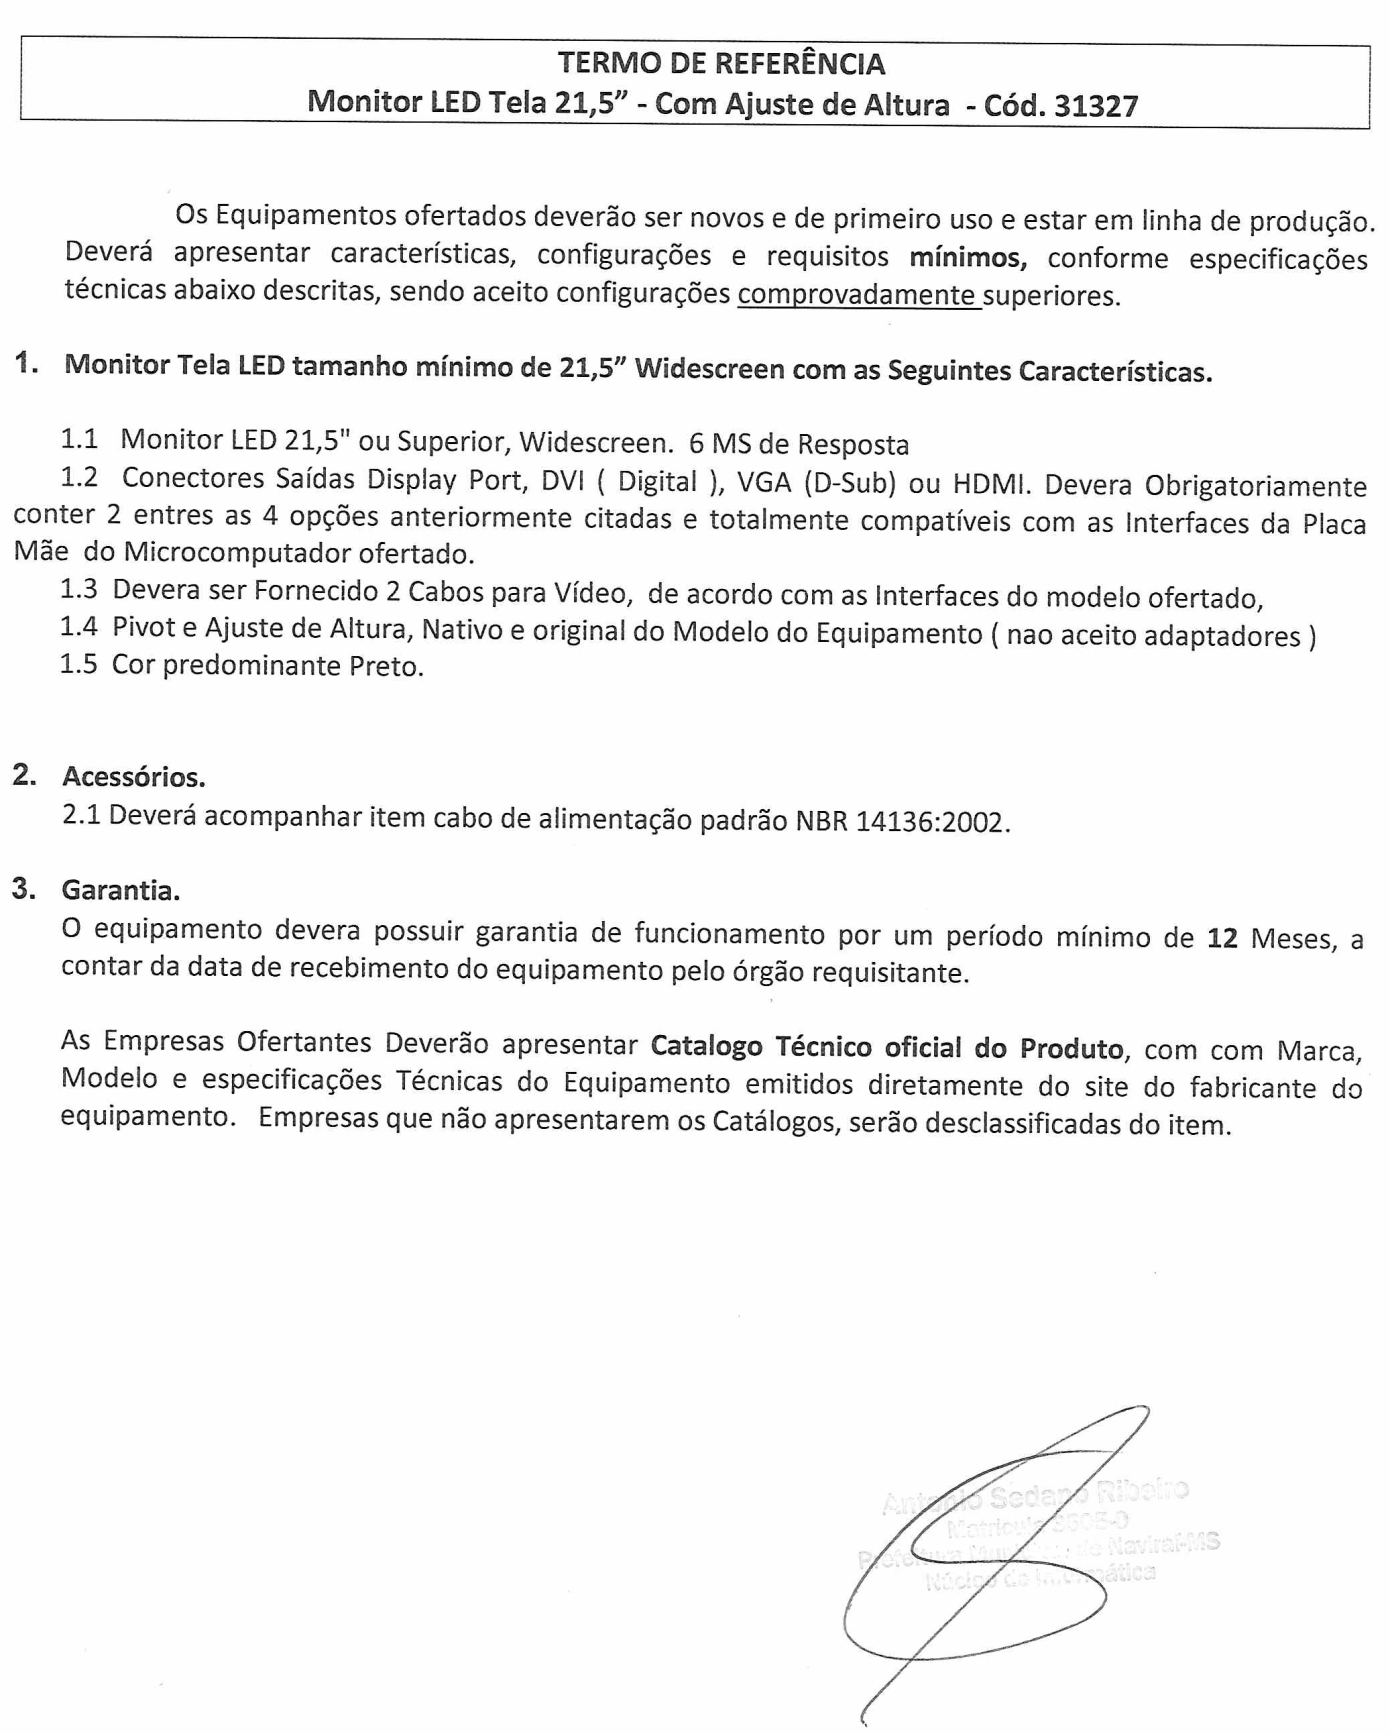 TERMO DE REFERÊNCIA
Monitor LED Tela 21,5” - Com Ajuste de Altura - Cód. 31327
Os Equipamentos ofertados deverão ser novos e de primeiro uso e estar em linha de produção.
Deverá apresentar características, configurações e requisitos mínimos, conforme especificações
técnicas abaixo descritas, sendo aceito configurações comprovadamente superiores.
1. Monitor Tela LED tamanho mínimo de 21,5” Widescreen com as Seguintes Características.
1.1 Monitor LED 21,5" ou Superior, Widescreen. 6 MS de Resposta
1.2 Conectores Saídas Display Port, DVI ( Digital ), VGA (D-Sub) ou HDMI. Devera Obrigatoriamente
conter 2 entres as 4 opções anteriormente citadas e totalmente compatíveis com as Interfaces da Placa
Mãe do Microcomputador ofertado.
1.3 Devera ser Fornecido 2 Cabos para Vídeo, de acordo com as Interfaces do modelo ofertado,
1.4 Pivot e Ajuste de Altura, Nativo e original do Modelo do Equipamento ( nao aceito adaptadores )
1.5 Cor predominante Preto.
2. Acessórios.
2.1 Deverá acompanhar item cabo de alimentação padrão NBR 14136:2002.
3. Garantia.
O equipamento devera possuir garantia de funcionamento por um período mínimo de 12 Meses, a
contar da data de recebimento do equipamento pelo órgão requisitante.
As Empresas Ofertantes Deverão apresentar Catalogo Técnico oficial do Produto, com com Marca,
Modelo e especificações Técnicas do Equipamento emitidos diretamente do site do fabricante do
equipamento. Empresas que não apresentarem os Catálogos, serão desclassificadas do item.
Antonio Sedano Ribeiro
Matricula
Prefeitura Municipal de Naviraí-MS
Núcleo de Informática